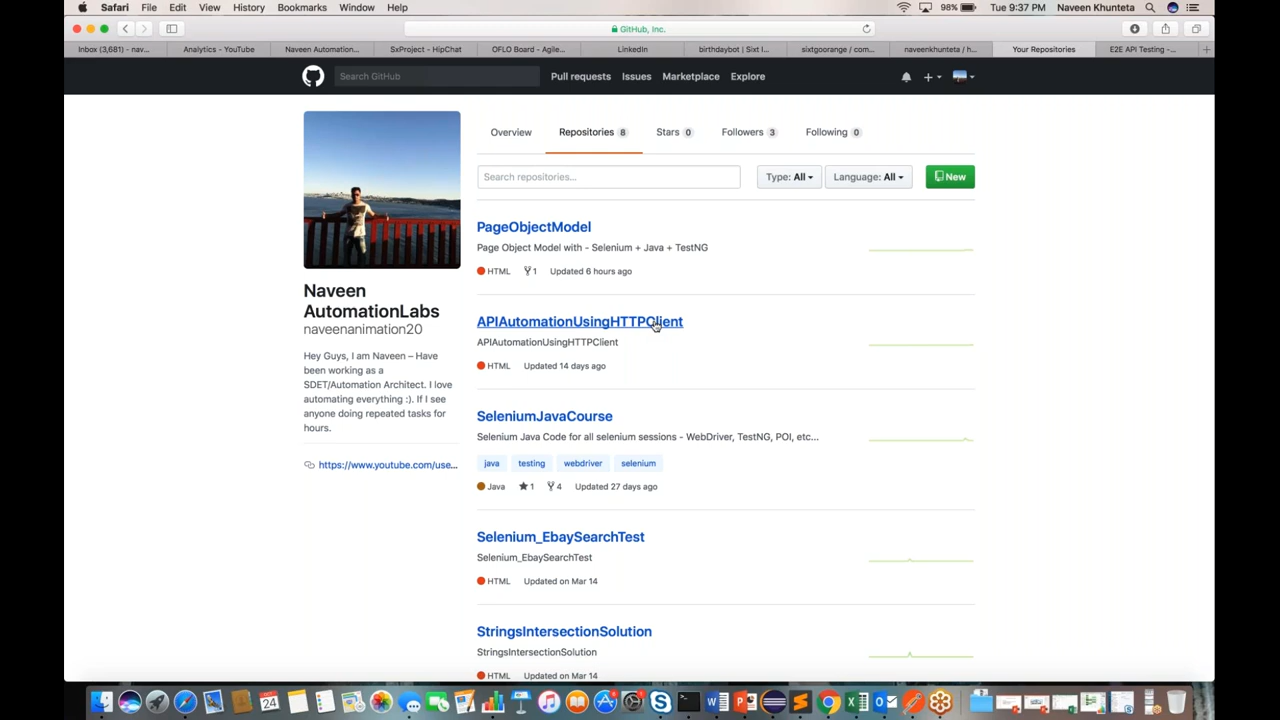 Safari File Edit View History Bookmarks Window Help 98% Tue 9:37 PM Naveen Khunteta
GitHub, Inc.
Inbox (3,681) - nav... Analytics - YouTube Naveen Automation... SxProject - HipChat OFLO Board - Agile... LinkedIn birthdaybot | Sixt I... sixtgoorange / com... naveenkhunteta / h... Your Repositories E2E API Testing -...
Search GitHub Pull requests Issues Marketplace Explore
Overview Repositories 8 Stars 0 Followers 3 Following 0
Search repositories... Type: All Language: All New
PageObjectModel
Page Object Model with - Selenium + Java + TestNG
HTML 1 Updated 6 hours ago
Naveen
AutomationLabs
naveenanimation20
Hey Guys, I am Naveen – Have
been working as a
SDET/Automation Architect. I love
automating everything :). If I see
anyone doing repeated tasks for
hours.
https://www.youtube.com/use...
APIAutomationUsingHTTPClient
APIAutomationUsingHTTPClient
HTML Updated 14 days ago
SeleniumJavaCourse
Selenium Java Code for all selenium sessions - WebDriver, TestNG, POI, etc...
java testing webdriver selenium
Java 1 4 Updated 27 days ago
Selenium_EbaySearchTest
Selenium_EbaySearchTest
HTML Updated on Mar 14
StringsIntersectionSolution
StringsIntersectionSolution
HTML Updated on Mar 14
24